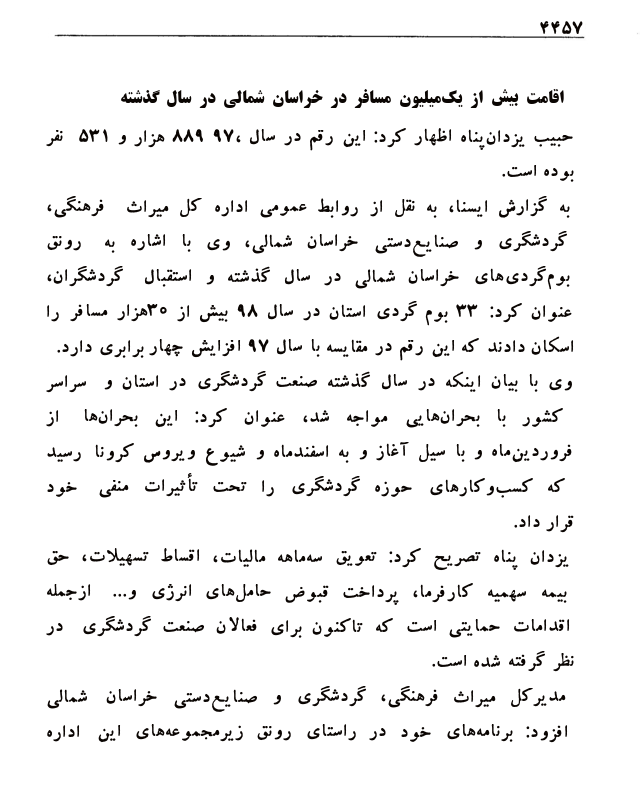 ۴۴۵۷
اقامت بیش از یک‌میلیون مسافر در خراسان شمالی در سال گذشته
حبیب یزدان‌پناه اظهار کرد: این رقم در سال ،۹۷ ۸۸۹ هزار و ۵۳۱ نفر
بوده است.
به گزارش ایسنا، به نقل از روابط عمومی اداره کل میراث فرهنگی،
گردشگری و صنایع‌دستی خراسان شمالی، وی با اشاره به رونق
بوم‌گردی‌های خراسان شمالی در سال گذشته و استقبال گردشگران،
عنوان کرد: ۳۳ بوم گردی استان در سال ۹۸ بیش از ۳۰هزار مسافر را
اسکان دادند که این رقم در مقایسه با سال ۹۷ افزایش چهار برابری دارد.
وی با بیان اینکه در سال گذشته صنعت گردشگری در استان و سراسر
کشور با بحران‌هایی مواجه شد، عنوان کرد: این بحران‌ها از
فروردین‌ماه و با سیل آغاز و به اسفندماه و شیوع ویروس کرونا رسید
که کسب‌وکارهای حوزه گردشگری را تحت تأثیرات منفی خود
قرار داد.
یزدان پناه تصریح کرد: تعویق سه‌ماهه مالیات، اقساط تسهیلات، حق
بیمه سهمیه کارفرما، پرداخت قبوض حامل‌های انرژی و... ازجمله
اقدامات حمایتی است که تاکنون برای فعالان صنعت گردشگری در
نظر گرفته شده است.
مدیرکل میراث فرهنگی، گردشگری و صنایع‌دستی خراسان شمالی
افزود: برنامه‌های خود در راستای رونق زیرمجموعه‌های این اداره